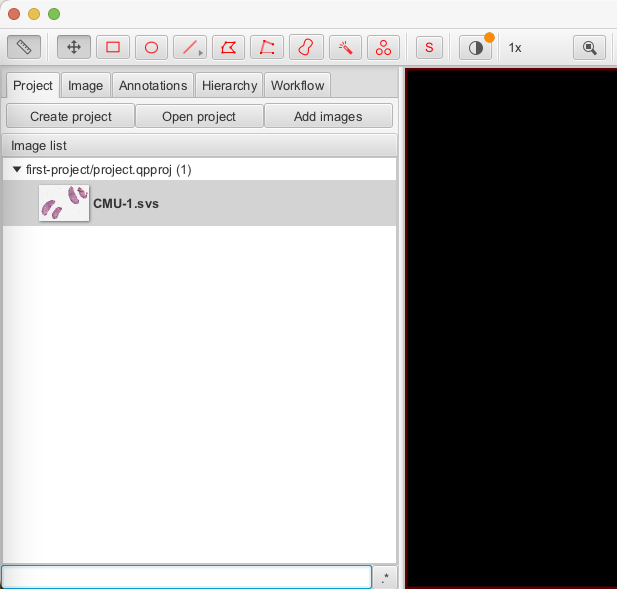 S
1x
Project Image Annotations Hierarchy Workflow
Create project Open project Add images
Image list
first-project/project.qpproj (1)
CMU-1.svs
.*